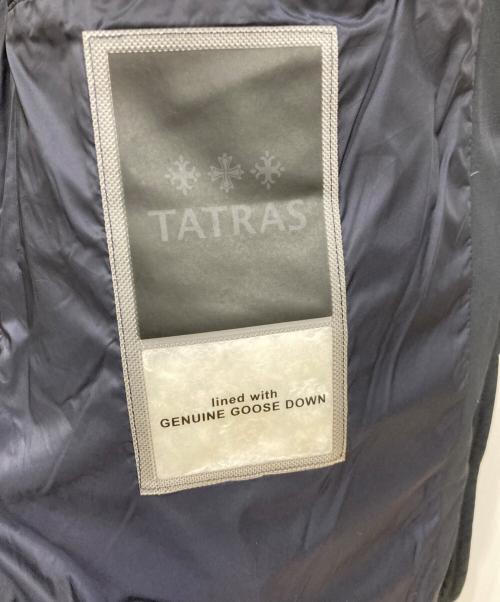 TATRAS
lined with
GENUINE GOOSE DOWN